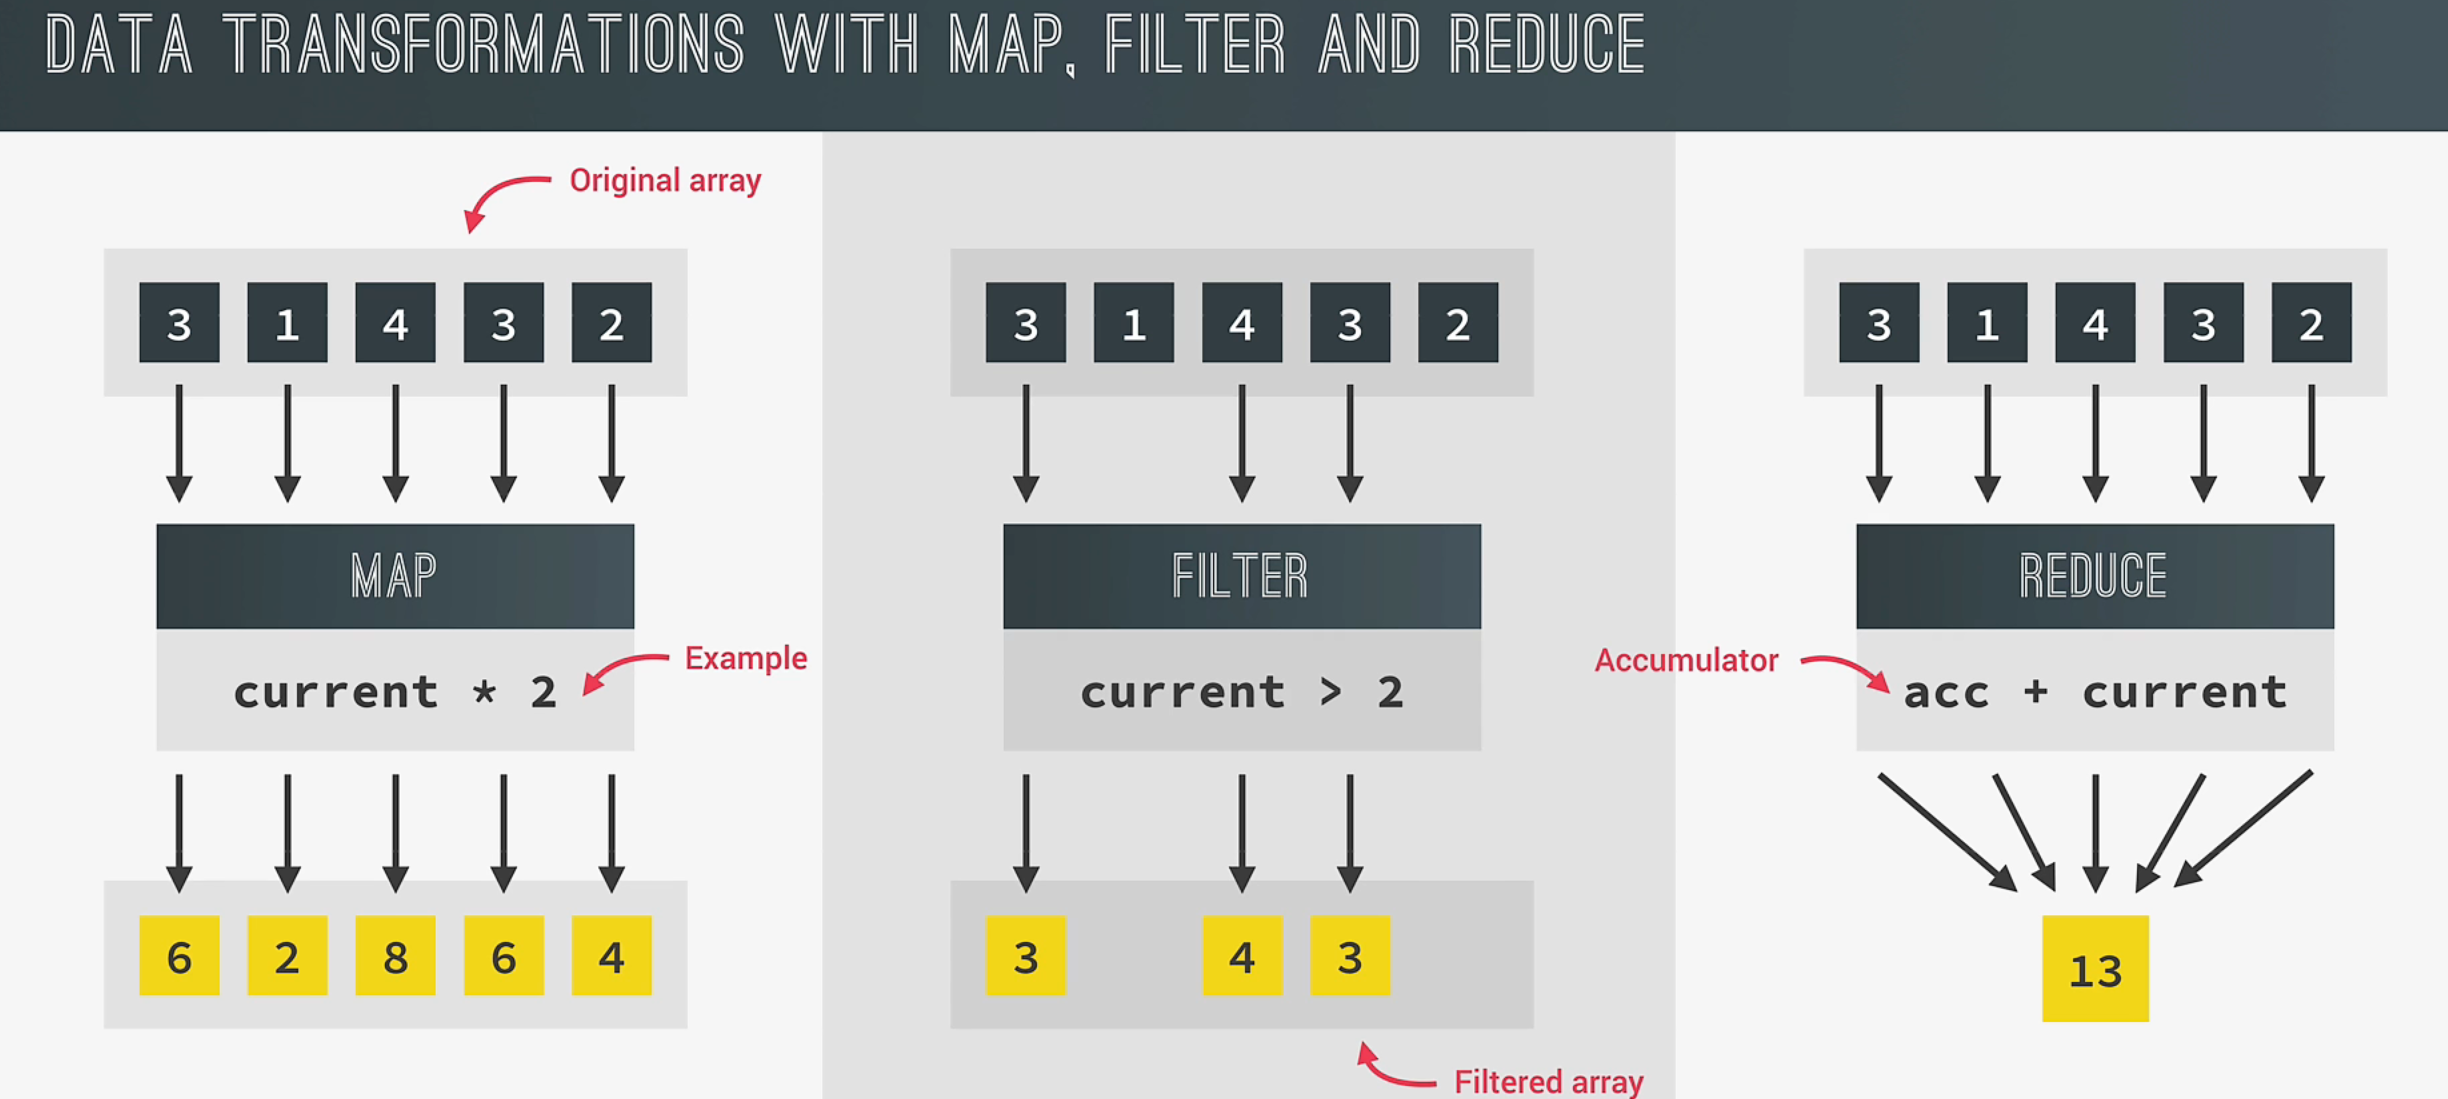 DATA TRANSFORMATIONS WITH MAP, FILTER AND REDUCE
Original array
3 1 4 3 2
MAP
current * 2
Example
6 2 8 6 4
3 1 4 3 2
FILTER
current > 2
3 4 3
Filtered array
3 1 4 3 2
REDUCE
Accumulator
acc + current
13